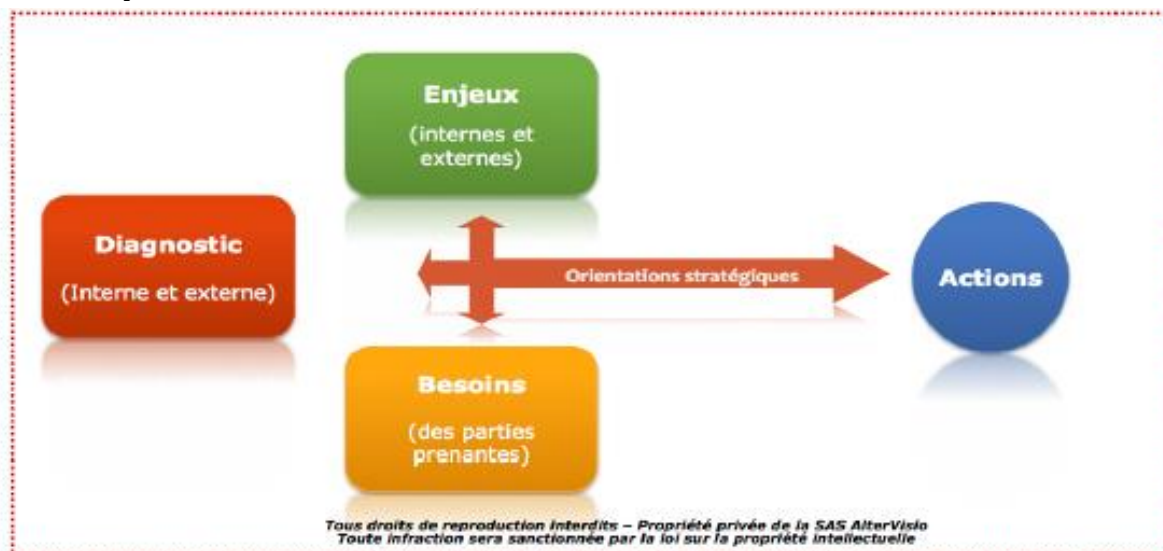 Enjeux
(internes et
externes)
Diagnostic
(Interne et externe)
Orientations stratégiques
Actions
Besoins
(des parties
prenantes)
Tous droits de reproduction interdits – Propriété privée de la SAS AlterVisio
Toute infraction sera sanctionnée par la loi sur la propriété intellectuelle